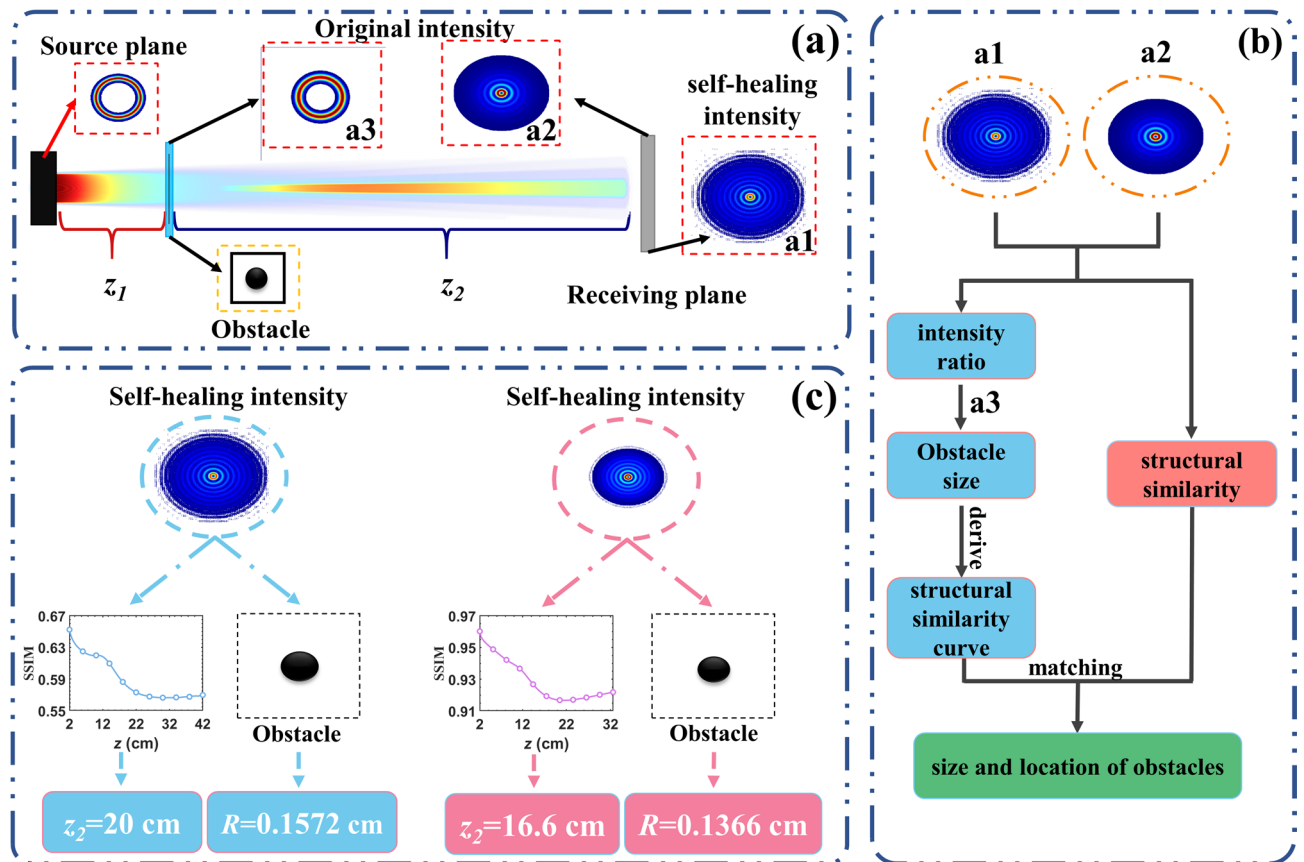 (a)
Original intensity
Source plane
a3
a2
self-healing
intensity
a1
z1
z2
Receiving plane
Obstacle
(b)
a1
a2
intensity
ratio
a3
Obstacle
size
structural
similarity
derive
structural
similarity
curve
matching
size and location of obstacles
(c)
Self-healing intensity
Self-healing intensity
0.67
0.63
0.59
0.55
SSIM
2
12
22
32
42
z (cm)
Obstacle
0.97
0.95
0.93
0.91
SSIM
2
12
22
32
z (cm)
Obstacle
z2=20 cm
R=0.1572 cm
z2=16.6 cm
R=0.1366 cm